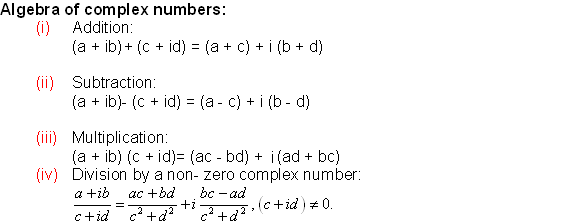 Algebra of complex numbers:
(i) Addition:
(a + ib) + (c + id) = (a + c) + i (b + d)
(ii) Subtraction:
(a + ib)- (c + id) = (a - c) + i (b - d)
(iii) Multiplication:
(a + ib) (c + id)= (ac - bd) + i (ad + bc)
(iv) Division by a non- zero complex number:
\frac{a+ib}{c+id} = \frac{ac+bd}{c^2+d^2} + i \frac{bc-ad}{c^2+d^2}, (c+id) ≠ 0.